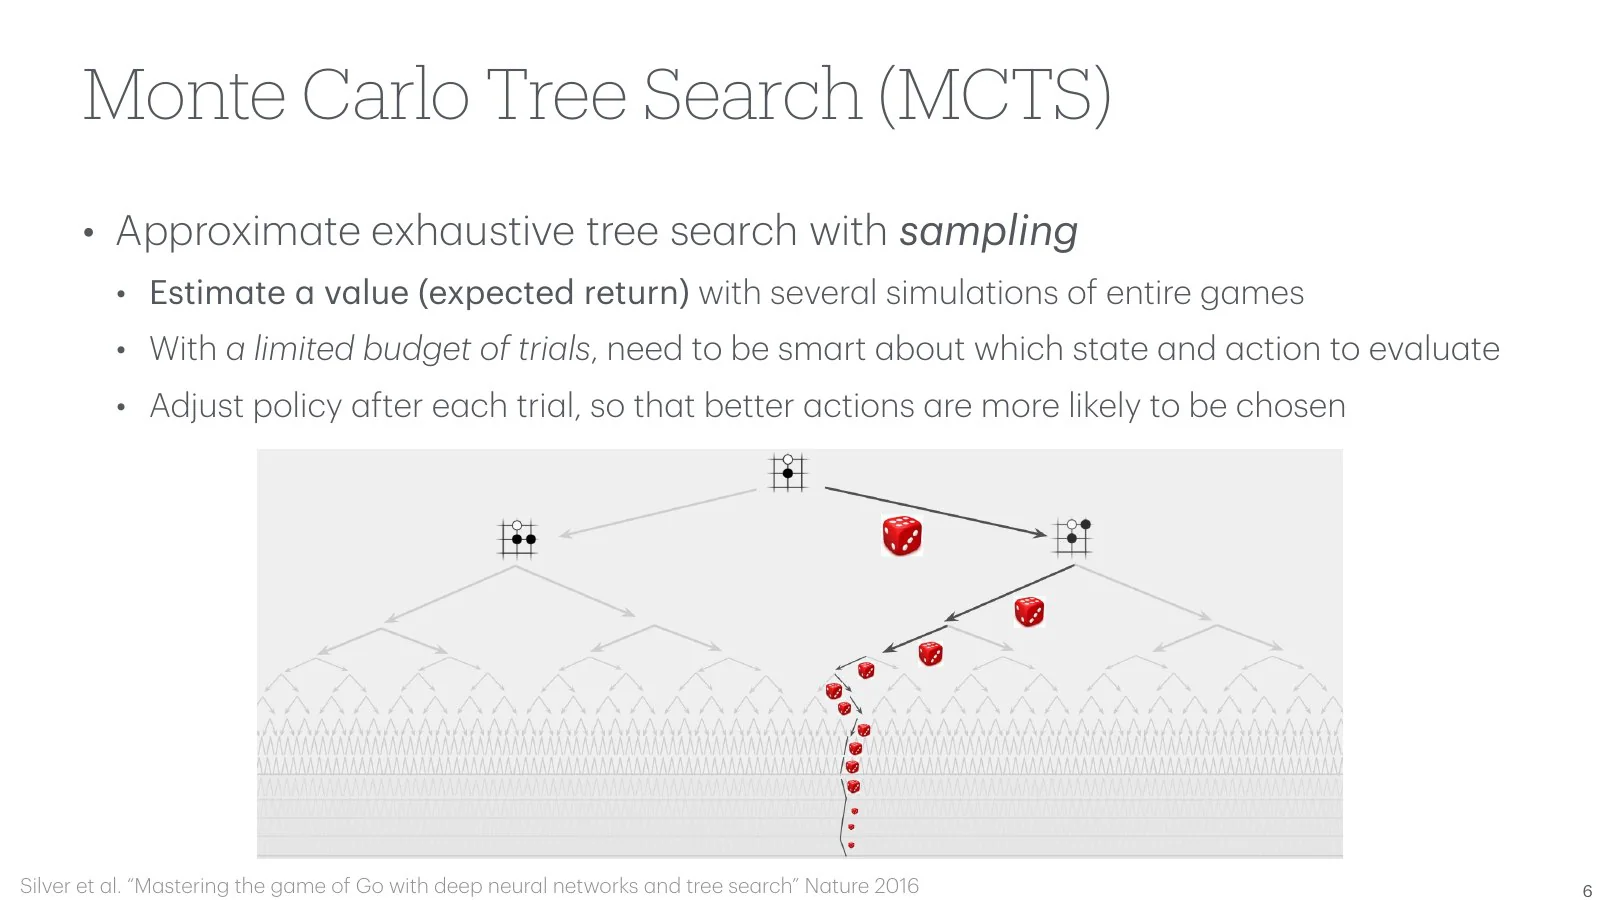 Monte Carlo Tree Search (MCTS)
• Approximate exhaustive tree search with sampling
• Estimate a value (expected return) with several simulations of entire games
• With a limited budget of trials, need to be smart about which state and action to evaluate
• Adjust policy after each trial, so that better actions are more likely to be chosen
Silver et al. “Mastering the game of Go with deep neural networks and tree search” Nature 2016
6